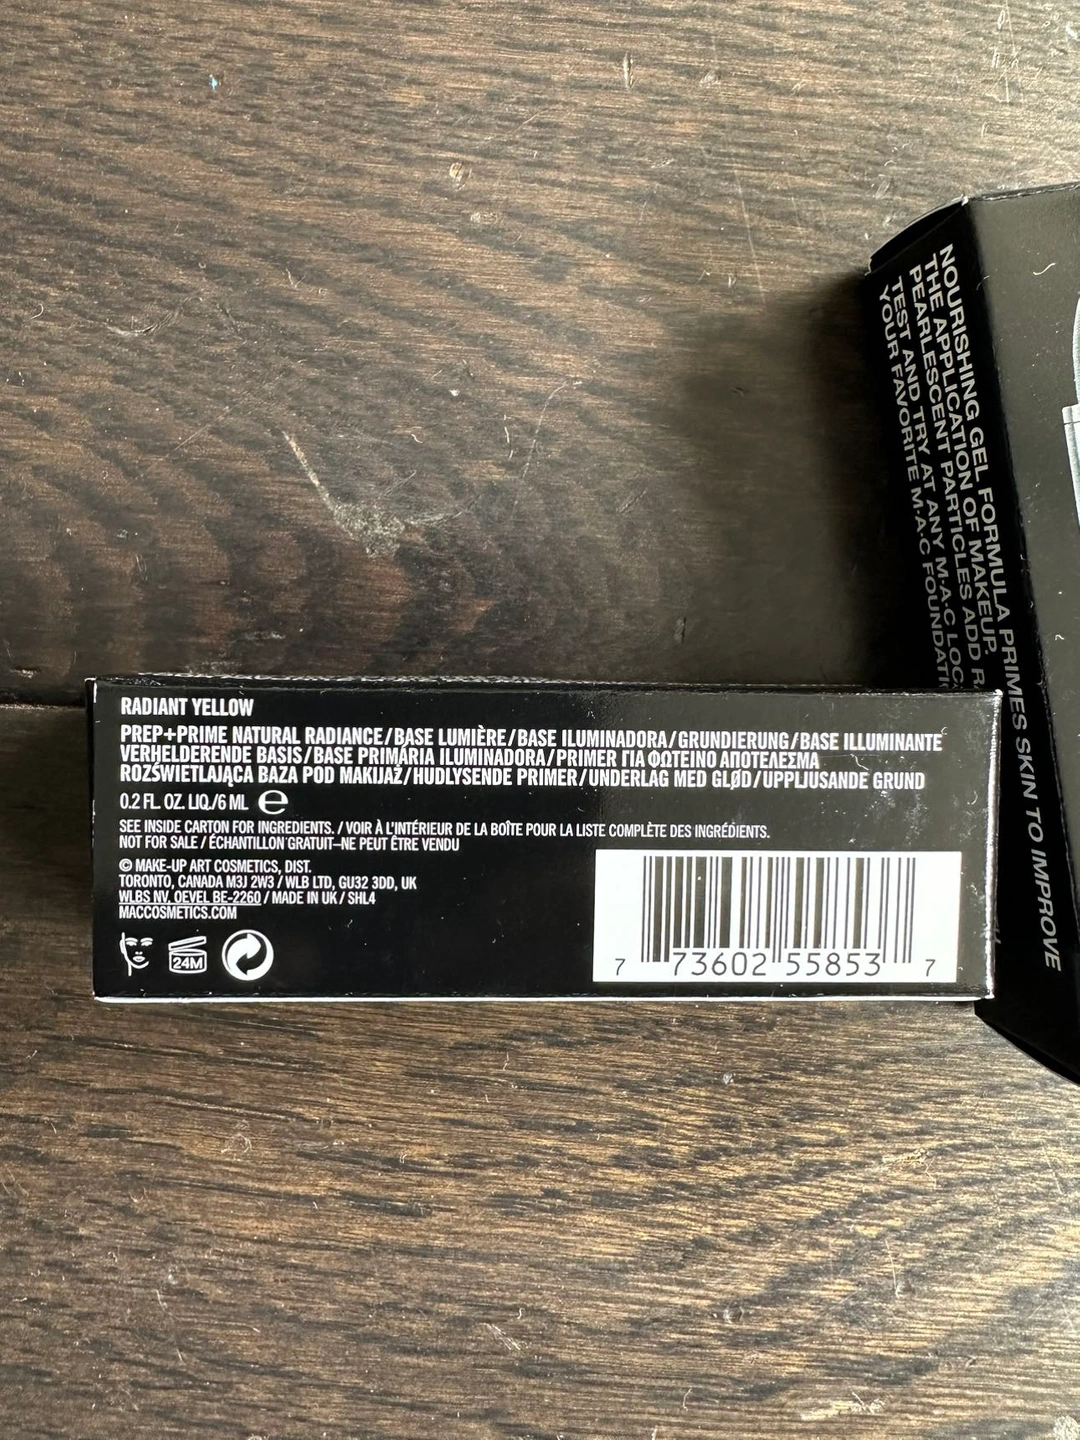 RADIANT YELLOW
PREP+PRIME NATURAL RADIANCE/BASE LUMIÈRE/BASE ILUMINADORA/GRUNDIERUNG/BASE ILLUMINANTE
VERHELDERENDE BASIS/BASE PRIMÁRIA ILUMINADORA/PRIMER ΓΙΑ ΦΩΤΕΙΝΟ ΑΠΟΤΕΛΕΣΜΑ
ROZŚWIETLAJĄCA BAZA POD MAKIJAŻ/HUDLYSENDE PRIMER/UNDERLAG MED GLØD/UPPLJUSANDE GRUND
0.2 FL. OZ. LIQ./6 ML e
SEE INSIDE CARTON FOR INGREDIENTS. / VOIR À L'INTÉRIEUR DE LA BOÎTE POUR LA LISTE COMPLÈTE DES INGRÉDIENTS.
NOT FOR SALE / ÉCHANTILLON GRATUIT–NE PEUT ÊTRE VENDU
© MAKE-UP ART COSMETICS, DIST.
TORONTO, CANADA M3J 2W3 / WLB LTD, GU32 3DD, UK
WLBS NV, OEVEL BE-2260 / MADE IN UK / SHL4
MACCOSMETICS.COM
24M
7 73602 55853 7
NOURISHING GEL FORMULA PRIMES SKIN TO IMPROVE
THE APPLICATION OF MAKEUP.
PEARLESCENT PARTICLES ADD
TEST AND TRY AT ANY M·A·C
YOUR FAVORITE M·A·C